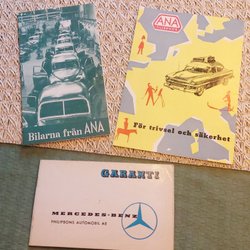 Bilarna från ANA
ANA
För trivsel och säkerhet
GARANTI
MERCEDES-BENZ
PHILIPSONS AUTOMOBIL AB